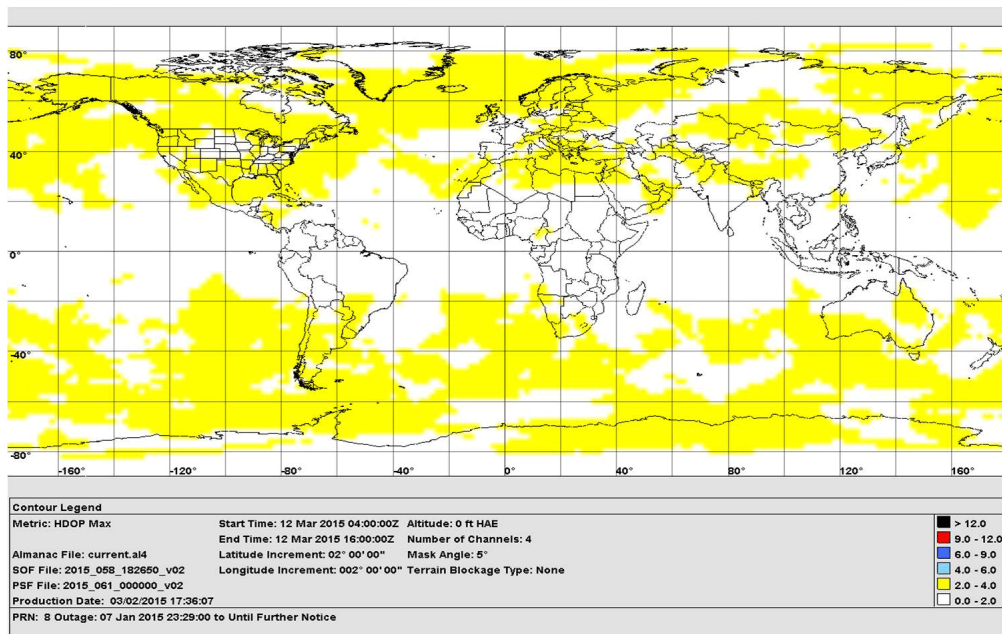 80°
40°
0°
-40°
-80°
-160° -120° -80° -40 0° 40° 80° 120° 160°
Contour Legend
Metric: HDOP Max Start Time: 12 Mar 2015 04:00:00Z Altitude: 0 ft HAE > 12.0
End Time: 12 Mar 2015 16:00:00Z Number of Channels: 4 9.0 - 12.0
Almanac File: current.al4 Latitude Increment: 02° 00' 00" Mask Angle: 5° 6.0 - 9.0
SOF File: 2015_058_182650_v02 Longitude Increment: 002° 00' 00" Terrain Blockage Type: None 4.0 - 6.0
PSF File: 2015_061_000000_v02 2.0 - 4.0
Production Date: 03/02/2015 17:36:07 0.0 - 2.0
PRN: 8 Outage: 07 Jan 2015 23:29:00 to Until Further Notice